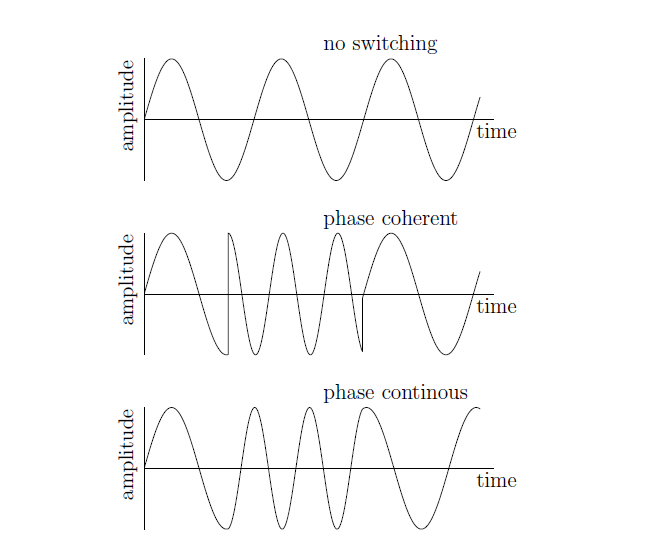 no switching
amplitude
time
phase coherent
amplitude
time
phase continous
amplitude
time